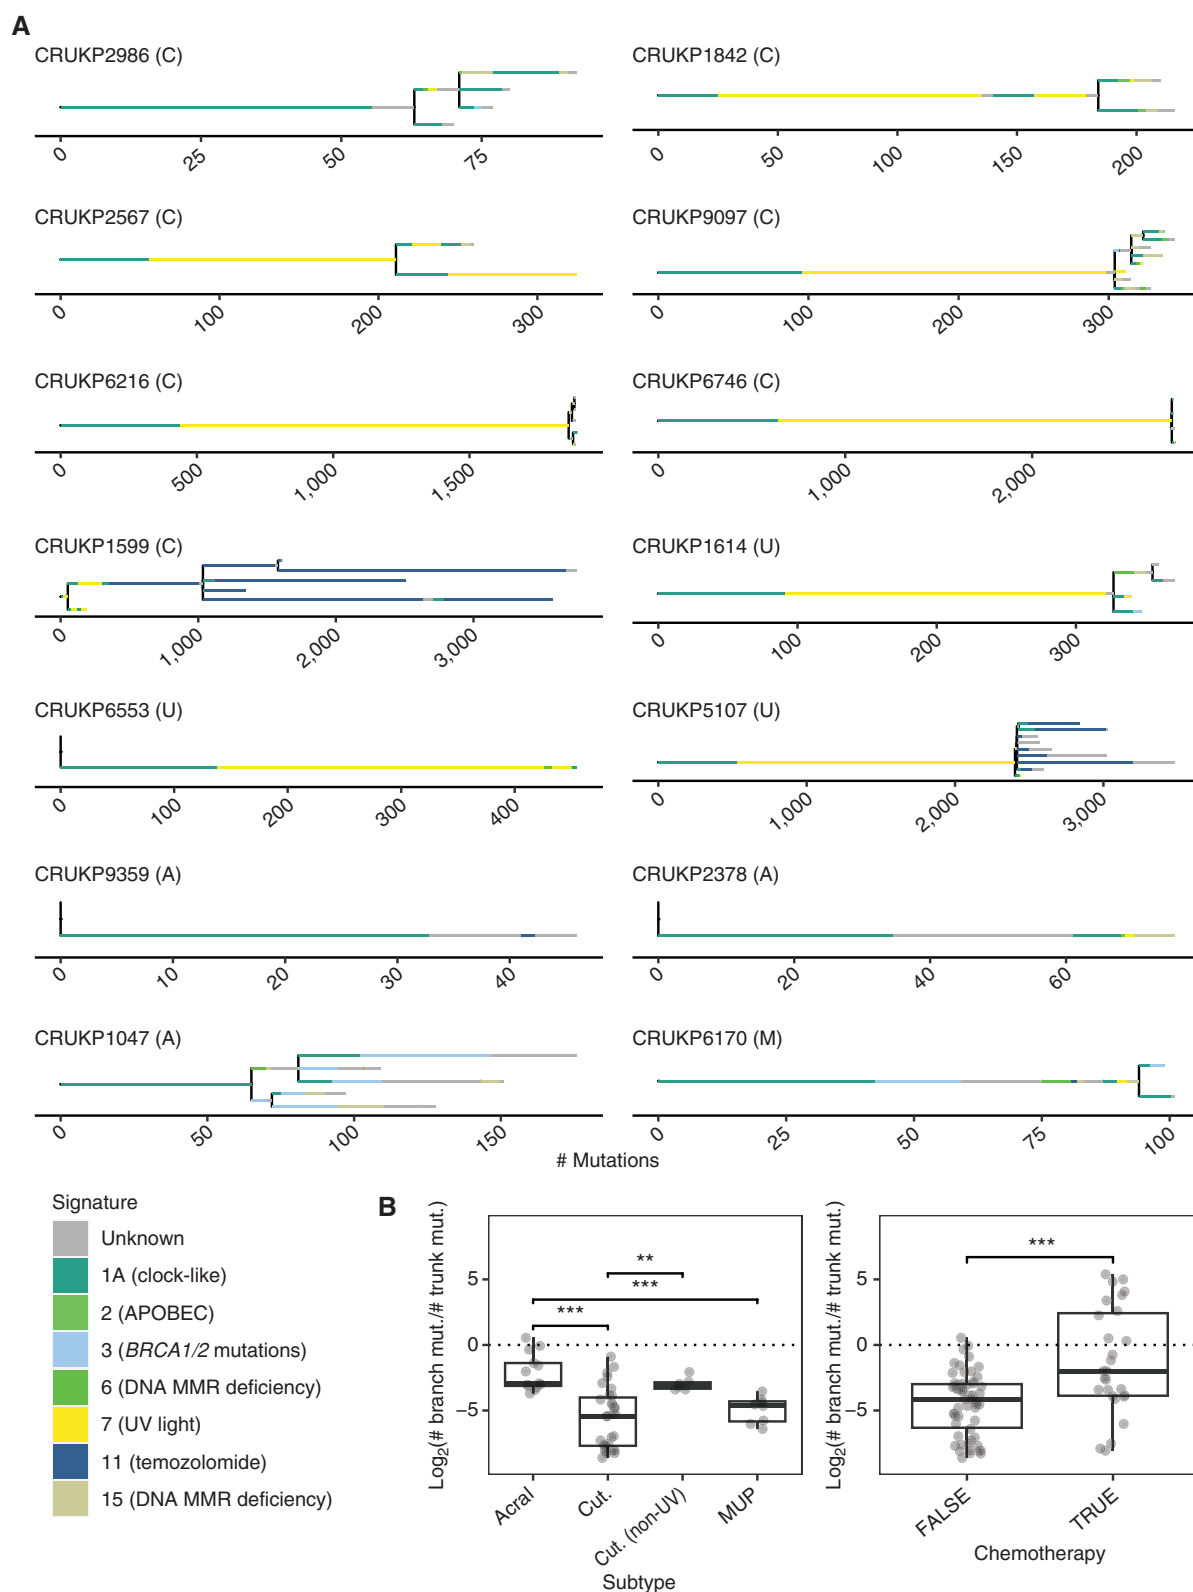 A
CRUKP2986 (C)
0 25 50 75
CRUKP1842 (C)
0 50 100 150 200
CRUKP2567 (C)
0 100 200 300
CRUKP9097 (C)
0 100 200 300
CRUKP6216 (C)
0 500 1,000 1,500
CRUKP6746 (C)
0 1,000 2,000
CRUKP1599 (C)
0 1,000 2,000 3,000
CRUKP1614 (U)
0 100 200 300
CRUKP6553 (U)
0 100 200 300 400
CRUKP5107 (U)
0 1,000 2,000 3,000
CRUKP9359 (A)
0 10 20 30 40
CRUKP2378 (A)
0 20 40 60
CRUKP1047 (A)
0 50 100 150
CRUKP6170 (M)
0 25 50 75 100
# Mutations
Signature
Unknown
1A (clock-like)
2 (APOBEC)
3 (BRCA1/2 mutations)
6 (DNA MMR deficiency)
7 (UV light)
11 (temozolomide)
15 (DNA MMR deficiency)
B
Log2(# branch mut./# trunk mut.)
5
0
−5
**
***
***
Acral Cut. Cut. (non-UV) MUP
Subtype
Log2(# branch mut./# trunk mut.)
5
0
−5
***
FALSE TRUE
Chemotherapy